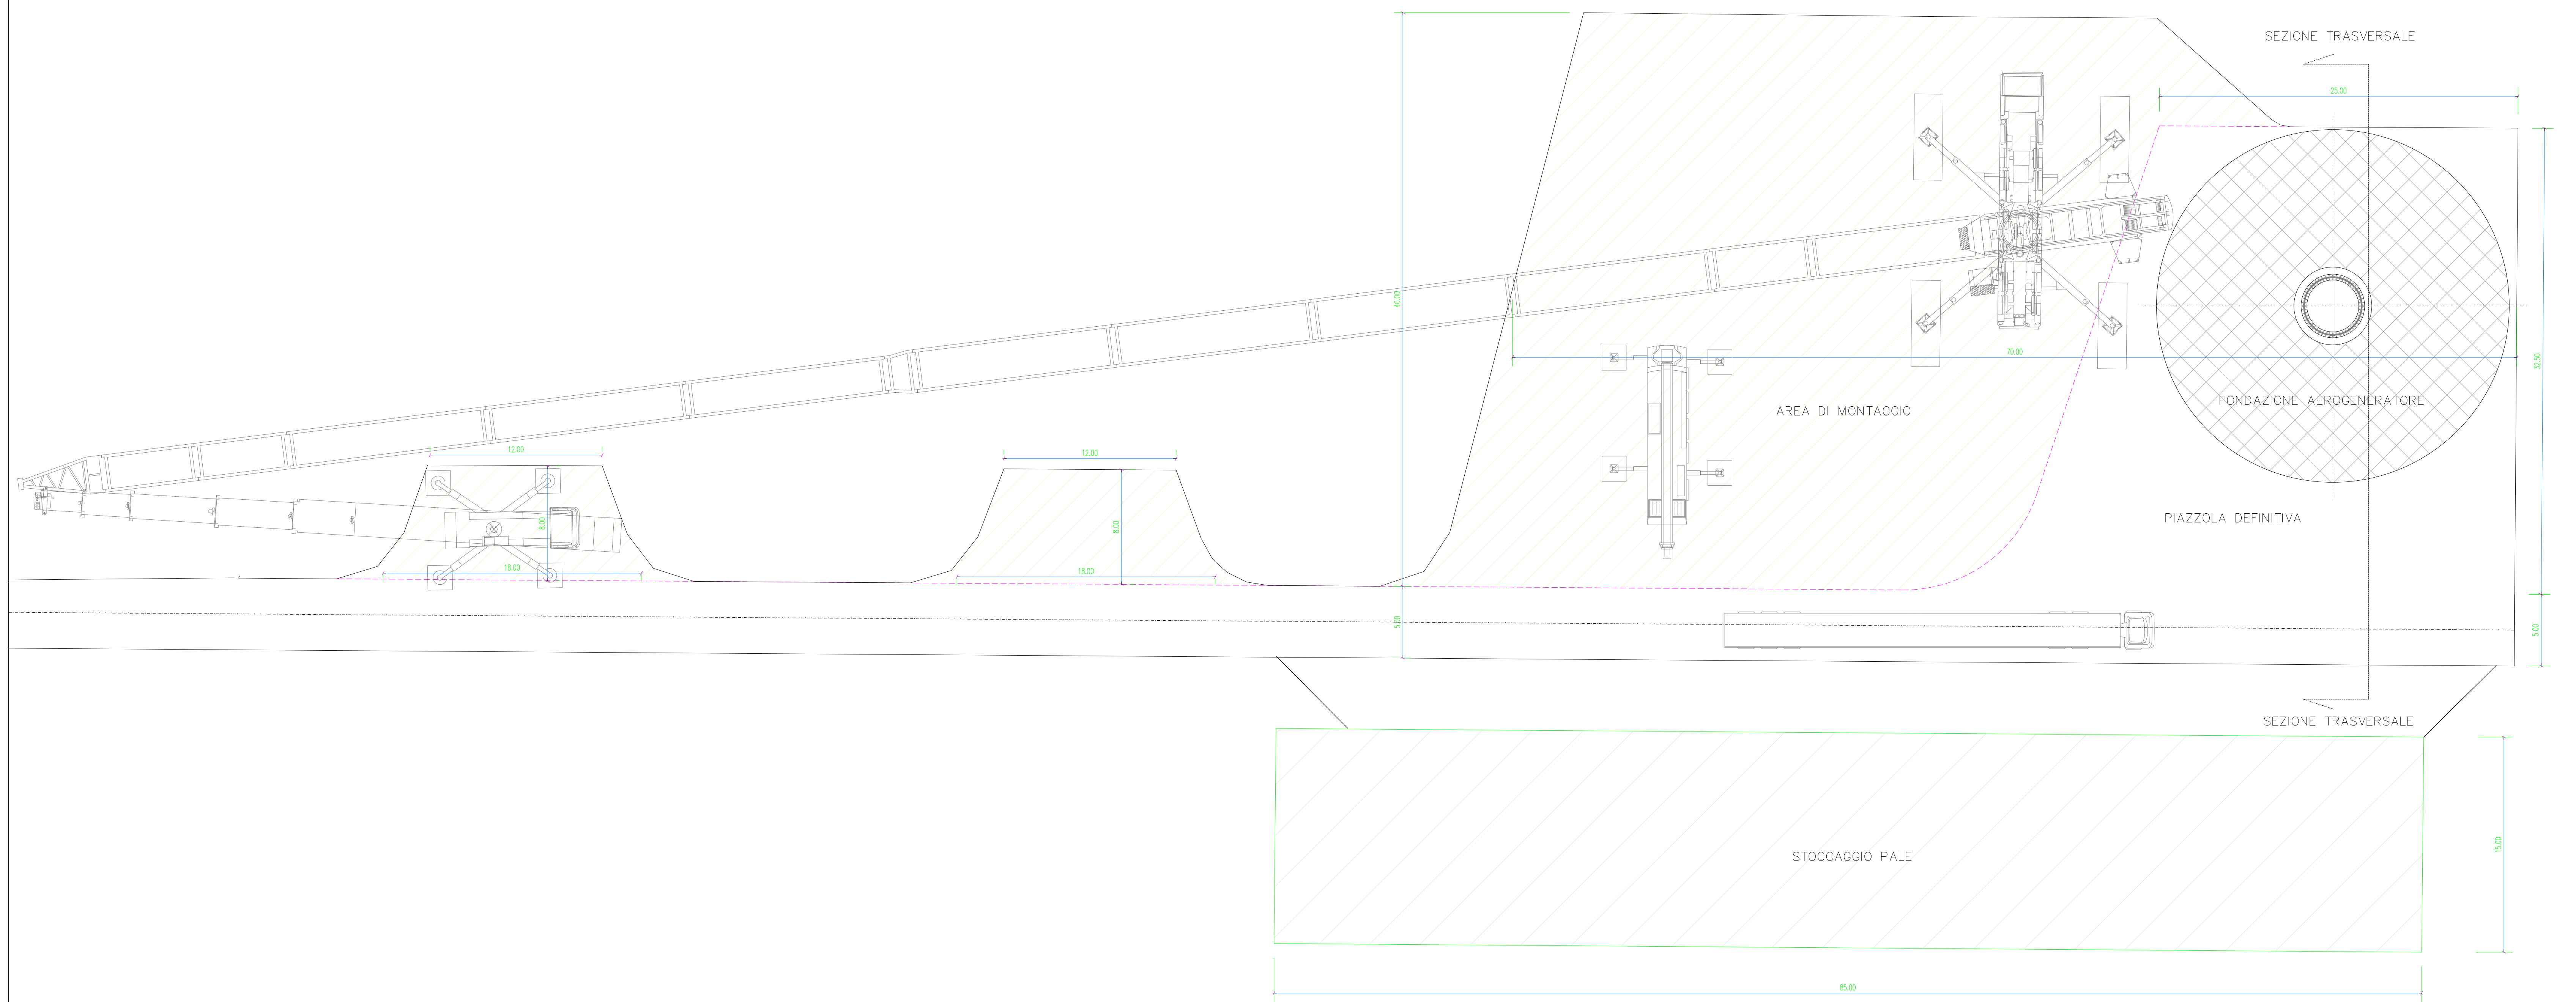 SEZIONE TRASVERSALE
25.00
40.00
32.50
70.00
FONDAZIONE AEROGENERATORE
AREA DI MONTAGGIO
12.00
12.00
8.00
8.00
PIAZZOLA DEFINITIVA
18.00
18.00
5.00
5.00
SEZIONE TRASVERSALE
15.00
STOCCAGGIO PALE
85.00